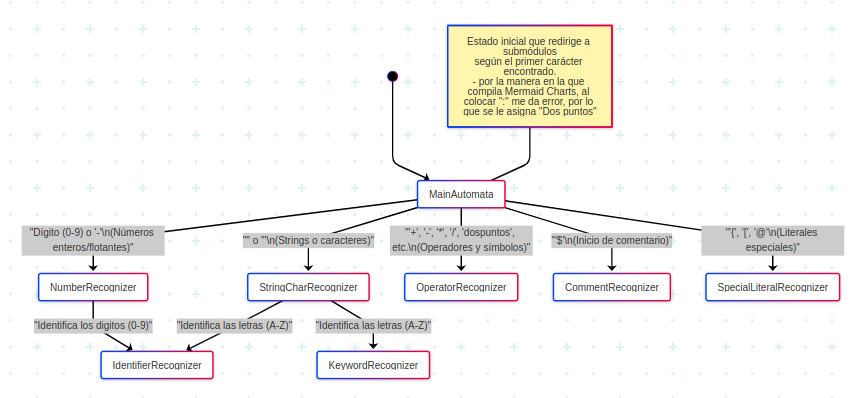 Estado inicial que redirige a
submódulos
según el primer carácter
encontrado.
- por la manera en la que
compila Mermaid Charts, al
colocar ":" me da error, por lo
que se le asigna "Dos puntos"
MainAutomata
"Dígito (0-9) o '-'\n(Números
enteros/flotantes)"
'"' o '''\n(Strings o caracteres)"
"'+', '-', '*', '/', 'dospuntos',
etc.\n(Operadores y símbolos)"
"'$'\n(Inicio de comentario)"
"'{', '[', '@'\n(Literales
especiales)"
NumberRecognizer
StringCharRecognizer
OperatorRecognizer
CommentRecognizer
SpecialLiteralRecognizer
"Identifica los digitos (0-9)"
"Identifica las letras (A-Z)"
"Identifica las letras (A-Z)"
IdentifierRecognizer
KeywordRecognizer